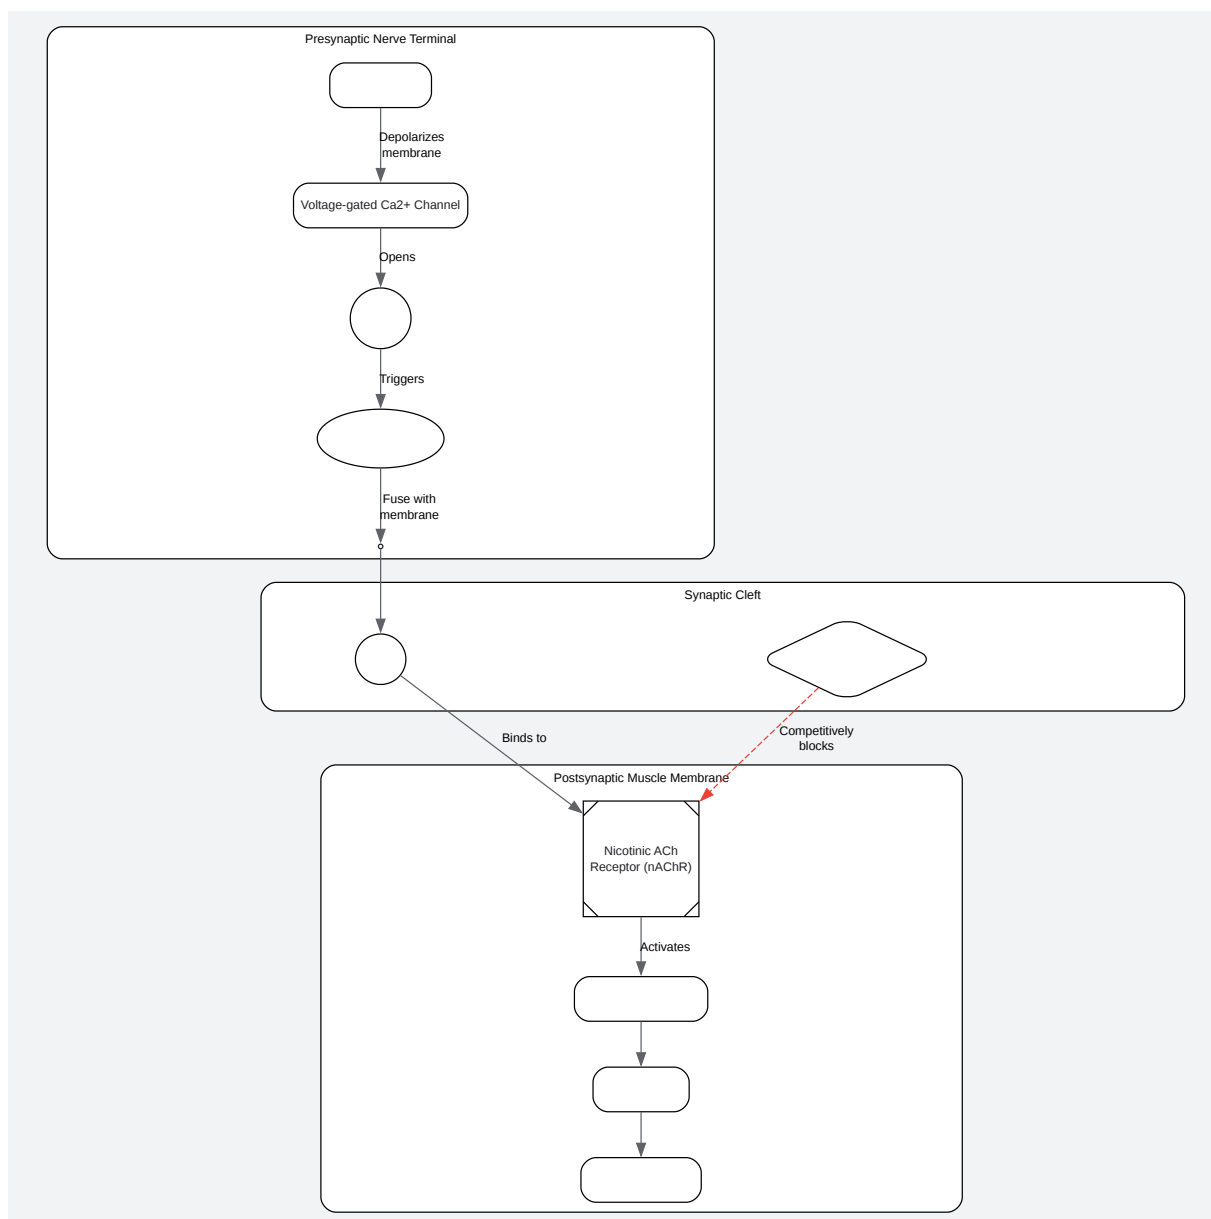 Presynaptic Nerve Terminal
Depolarizes
membrane
Voltage-gated Ca2+ Channel
Opens
Triggers
Fuse with
membrane
Synaptic Cleft
Binds to
Competitively
blocks
Postsynaptic Muscle Membrane
Nicotinic ACh
Receptor (nAChR)
Activates